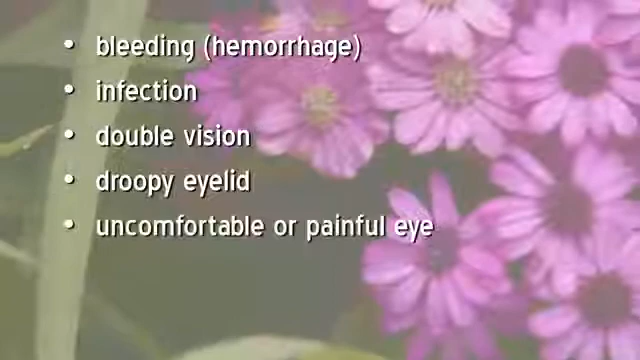 • bleeding (hemorrhage)
• infection
• double vision
• droopy eyelid
• uncomfortable or painful eye